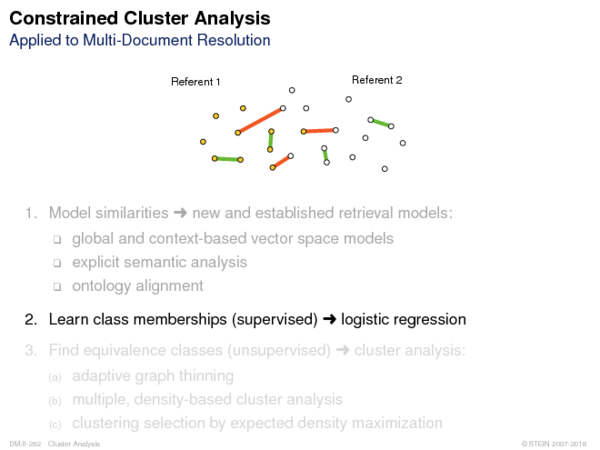 Constrained Cluster Analysis
Applied to Multi-Document Resolution
Referent 1 Referent 2
1. Model similarities ➜ new and established retrieval models:
❑ global and context-based vector space models
❑ explicit semantic analysis
❑ ontology alignment
2. Learn class memberships (supervised) ➜ logistic regression
3. Find equivalence classes (unsupervised) ➜ cluster analysis:
(a) adaptive graph thinning
(b) multiple, density-based cluster analysis
(c) clustering selection by expected density maximization
DM:II-262 Cluster Analysis © STEIN 2007-2018